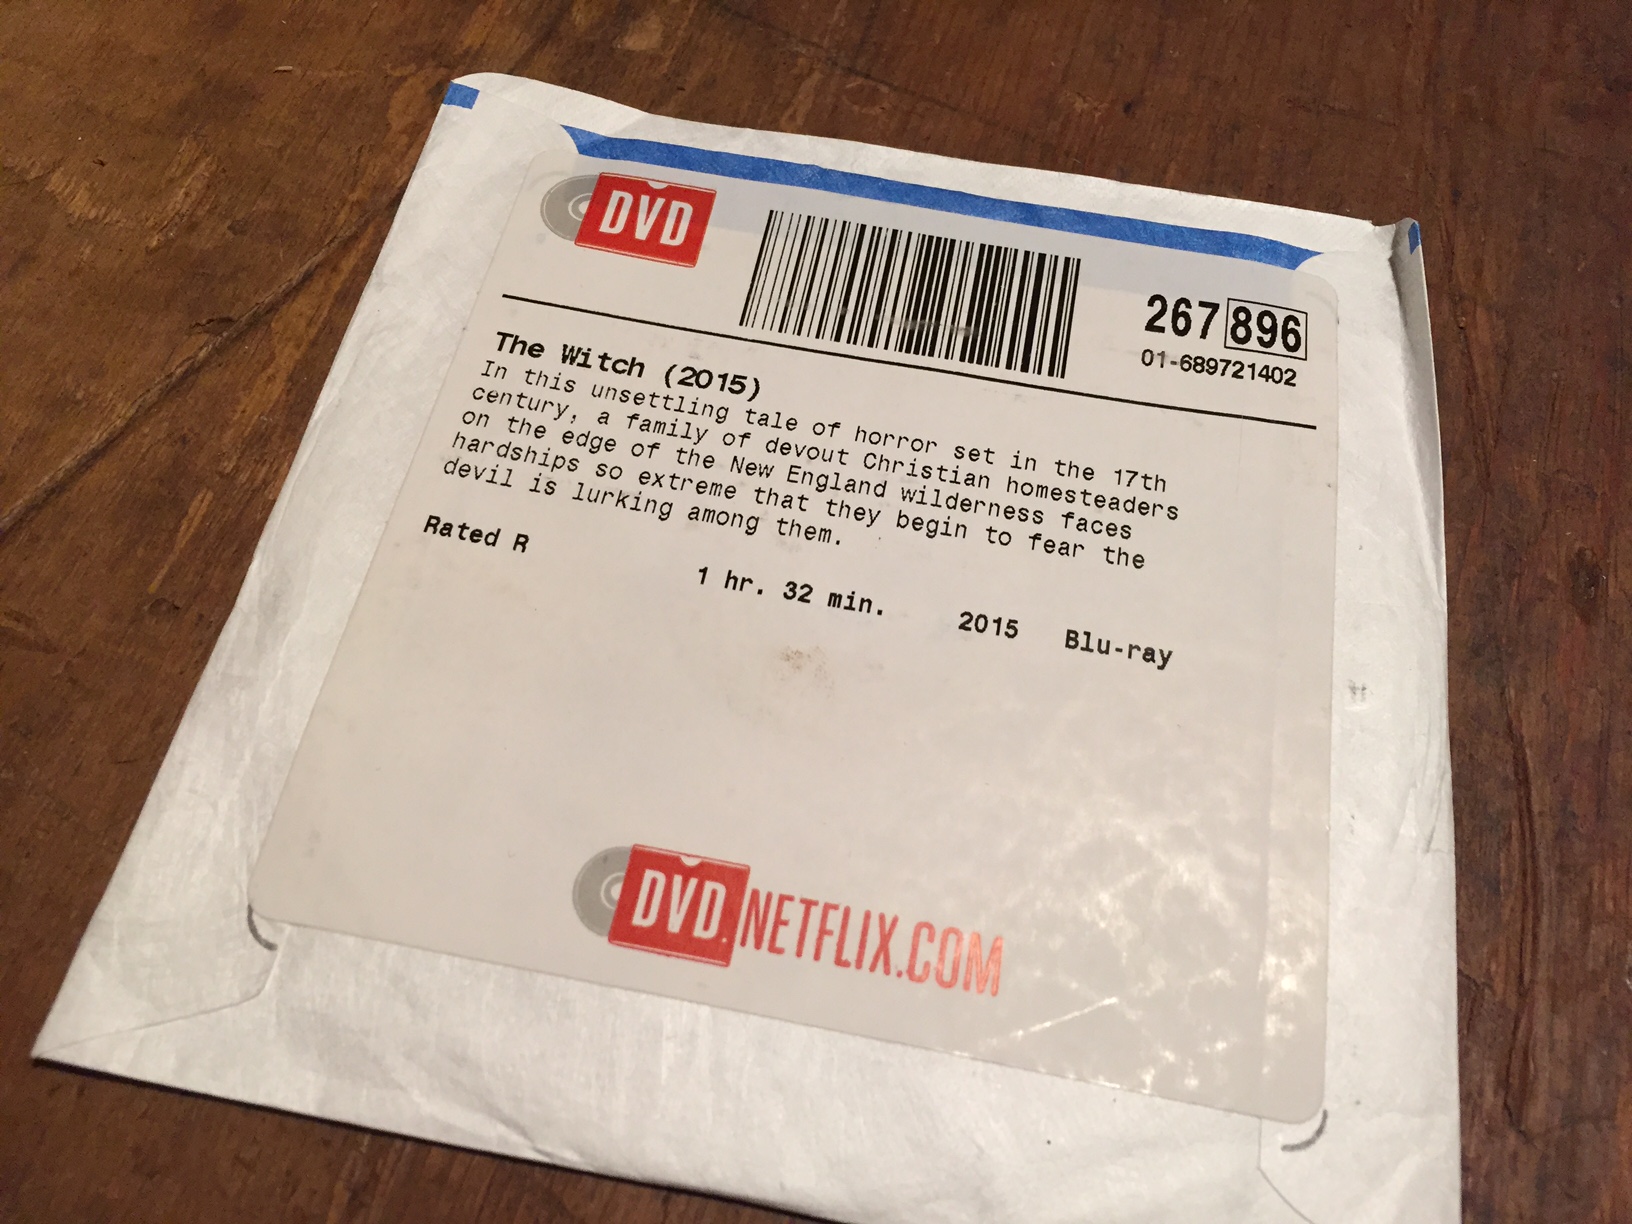 DVD
267 896
01-689721402
The Witch (2015)
In this unsettling tale of horror set in the 17th
century, a family of devout Christian homesteaders
on the edge of the New England wilderness faces
hardships so extreme that they begin to fear the
devil is lurking among them.
Rated R 1 hr. 32 min. 2015 Blu-ray
DVD.NETFLIX.COM